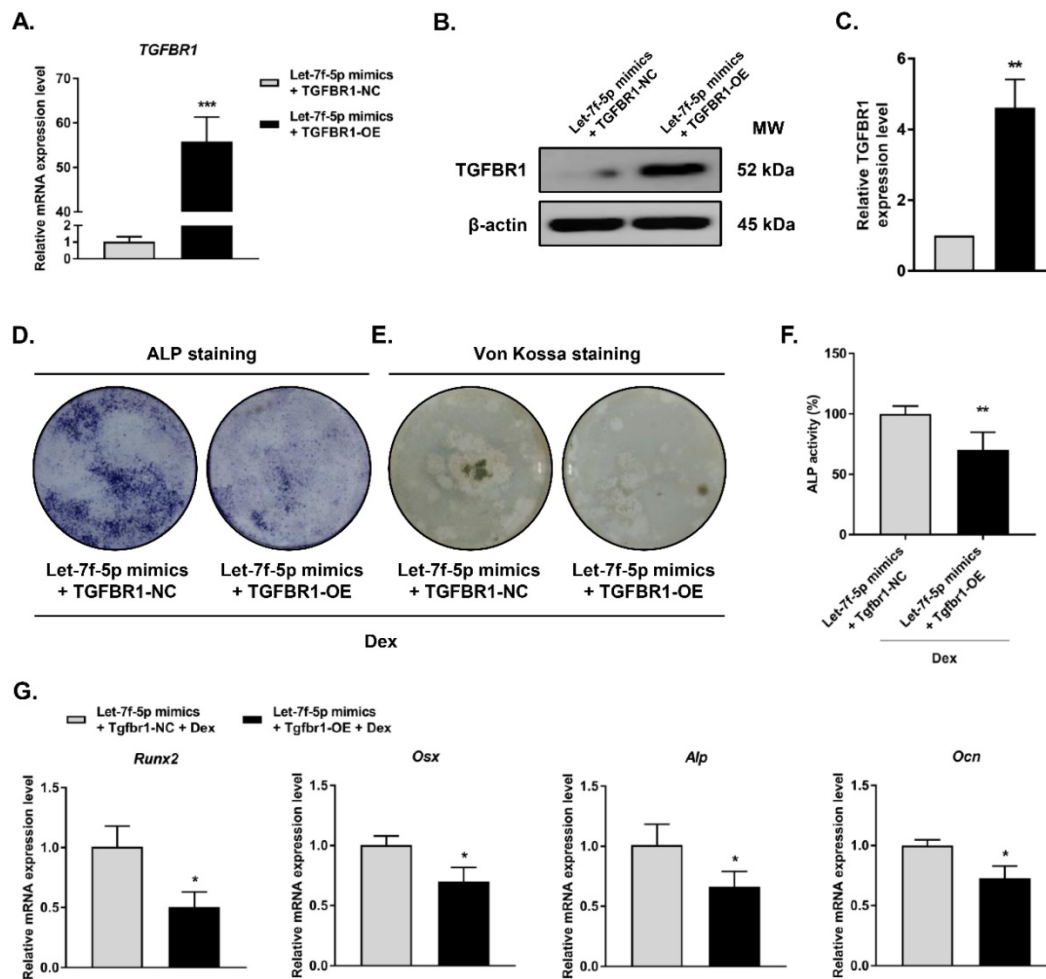 A.
TGFBR1
Relative mRNA expression level
70
60
50
40
2
1
0
***
Let-7f-5p mimics
+ TGFBR1-NC
Let-7f-5p mimics
+ TGFBR1-OE
B.
Let-7f-5p mimics
+ TGFBR1-NC
Let-7f-5p mimics
+ TGFBR1-OE
MW
TGFBR1
52 kDa
β-actin
45 kDa
C.
Relative TGFBR1
expression level
6
4
2
0
**
D.
ALP staining
E.
Von Kossa staining
Let-7f-5p mimics
+ TGFBR1-NC
Let-7f-5p mimics
+ TGFBR1-OE
Let-7f-5p mimics
+ TGFBR1-NC
Let-7f-5p mimics
+ TGFBR1-OE
Dex
F.
ALP activity (%)
150
100
50
0
**
Let-7f-5p mimics
+ Tgfbr1-NC
Let-7f-5p mimics
+ Tgfbr1-OE
Dex
G.
Let-7f-5p mimics
+ Tgfbr1-NC + Dex
Let-7f-5p mimics
+ Tgfbr1-OE + Dex
Runx2
Relative mRNA expression level
1.5
1.0
0.5
0.0
*
Osx
Relative mRNA expression level
1.5
1.0
0.5
0.0
*
Alp
Relative mRNA expression level
1.5
1.0
0.5
0.0
*
Ocn
Relative mRNA expression level
1.5
1.0
0.5
0.0
*